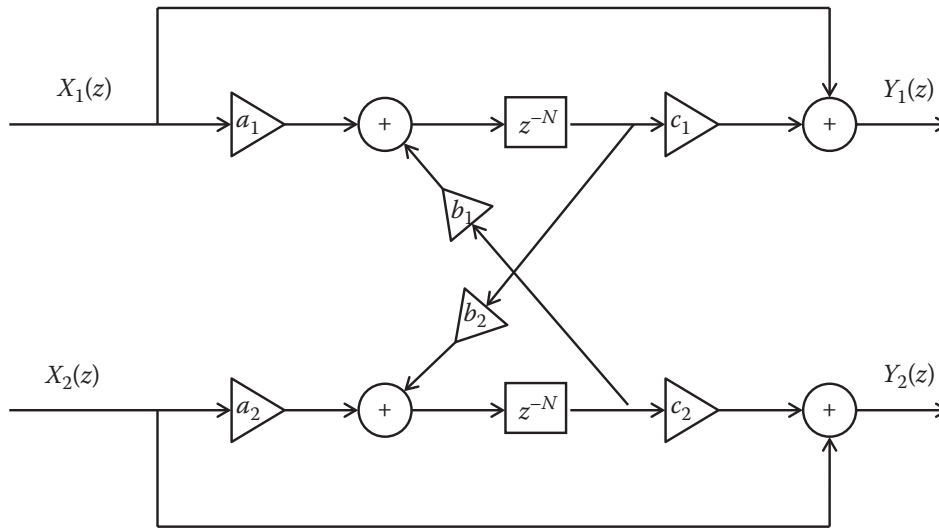 X₁(z)
Y₁(z)
a₁
+
z⁻ᴺ
c₁
+
b₁
b₂
X₂(z)
Y₂(z)
a₂
+
z⁻ᴺ
c₂
+